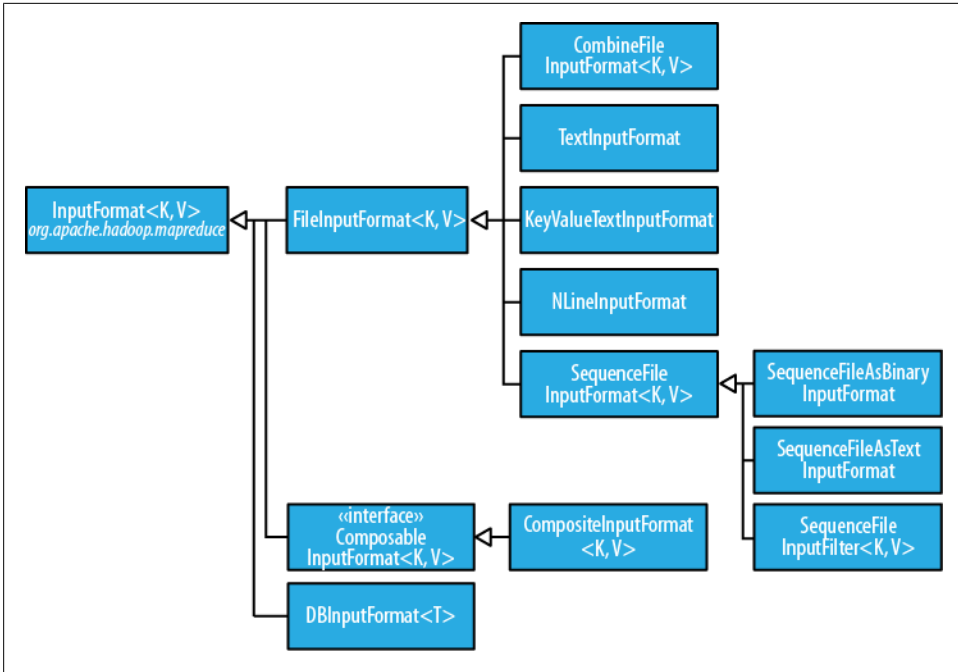 CombineFile
InputFormat<K, V>
TextInputFormat
InputFormat<K, V>
org.apache.hadoop.mapreduce
FileInputFormat<K, V>
KeyValueTextInputFormat
NLineInputFormat
SequenceFile
InputFormat<K, V>
SequenceFileAsBinary
InputFormat
SequenceFileAsText
InputFormat
SequenceFile
InputFilter<K, V>
«interface»
Composable
InputFormat<K, V>
CompositeInputFormat
<K, V>
DBInputFormat<T>